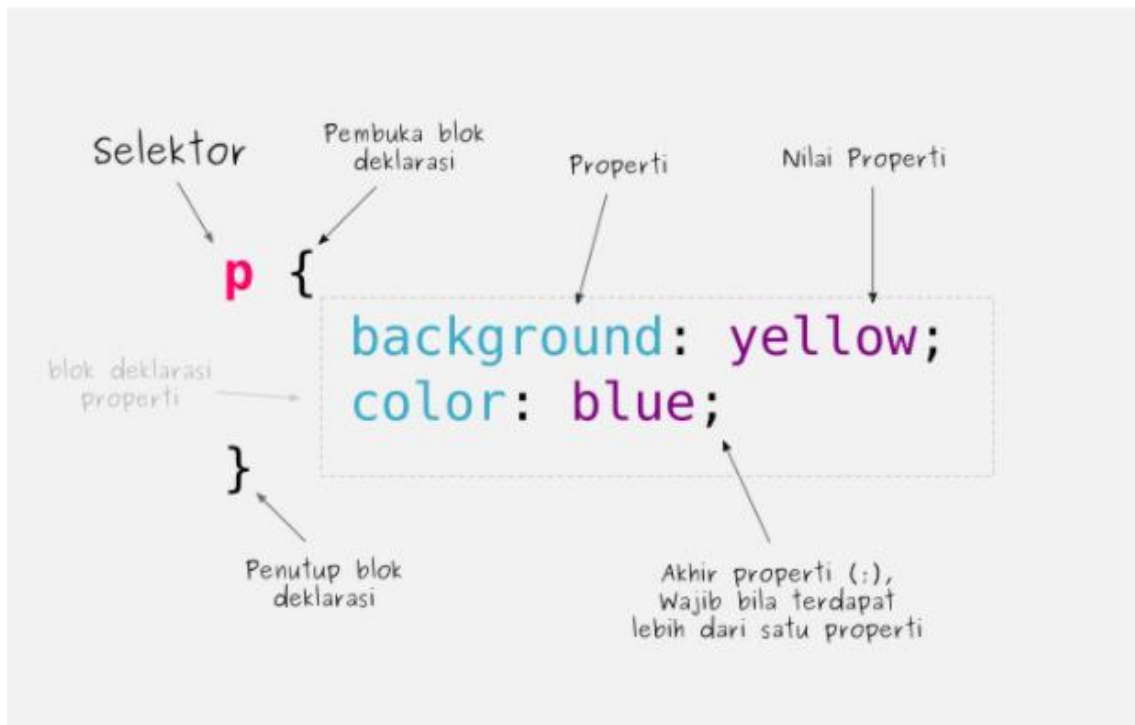 Selektor
Pembuka blok
deklarasi
Properti
Nilai Properti
p {
background: yellow;
color: blue;
blok deklarasi
properti
}
Penutup blok
deklarasi
Akhir properti (;),
Wajib bila terdapat
lebih dari satu properti